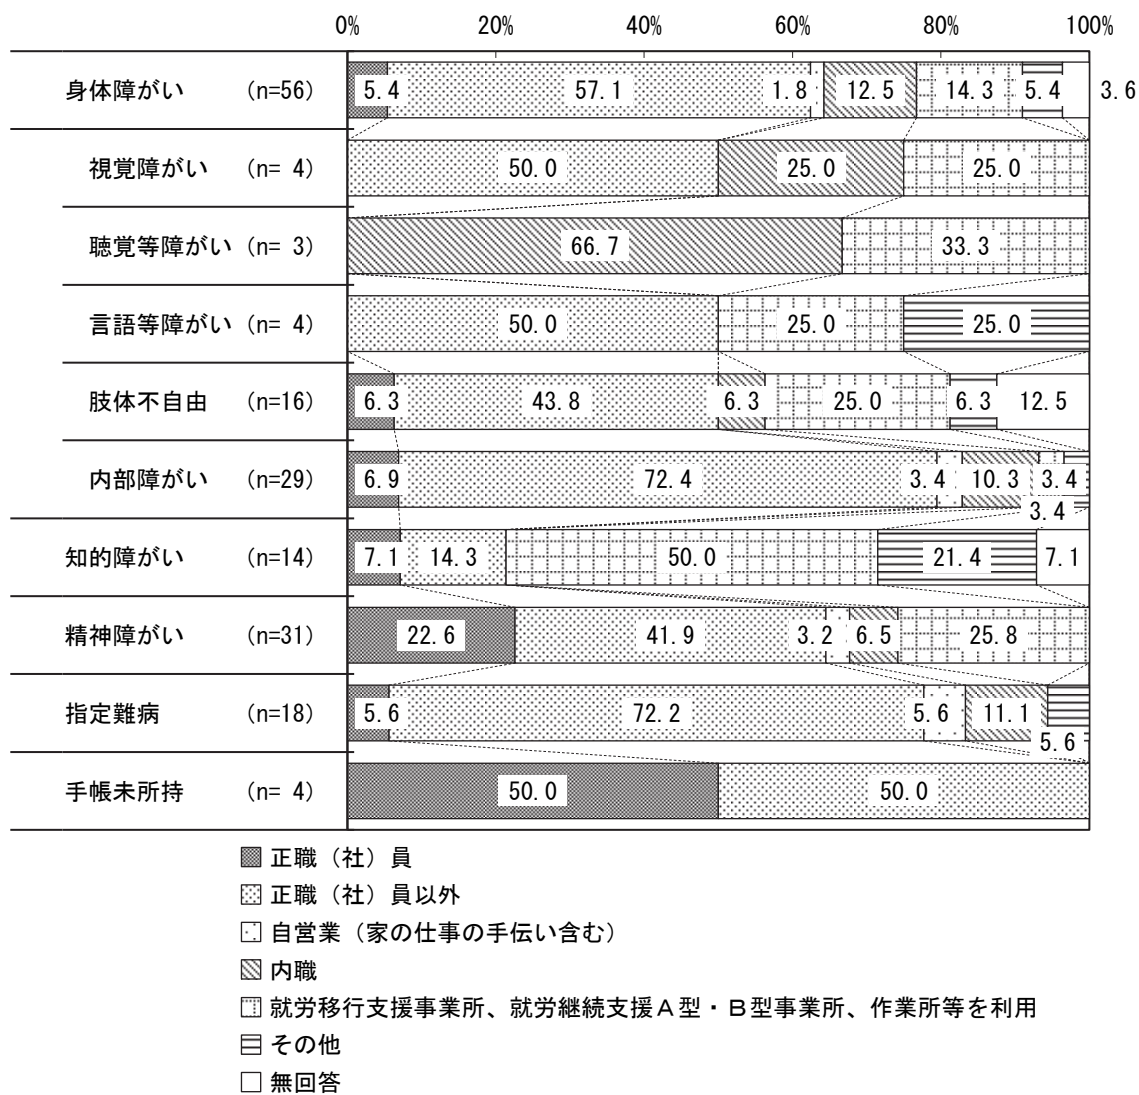 0% 20% 40% 60% 80% 100%
身体障がい (n=56) 5.4 57.1 1.8 12.5 14.3 5.4 3.6
視覚障がい (n= 4) 50.0 25.0 25.0
聴覚等障がい (n= 3) 66.7 33.3
言語等障がい (n= 4) 50.0 25.0 25.0
肢体不自由 (n=16) 6.3 43.8 6.3 25.0 6.3 12.5
内部障がい (n=29) 6.9 72.4 3.4 10.3 3.4
3.4
知的障がい (n=14) 7.1 14.3 50.0 21.4 7.1
精神障がい (n=31) 22.6 41.9 3.2 6.5 25.8
指定難病 (n=18) 5.6 72.2 5.6 11.1
5.6
手帳未所持 (n= 4) 50.0 50.0
正職（社）員
正職（社）員以外
自営業（家の仕事の手伝い含む）
内職
就労移行支援事業所、就労継続支援Ａ型・Ｂ型事業所、作業所等を利用
その他
無回答